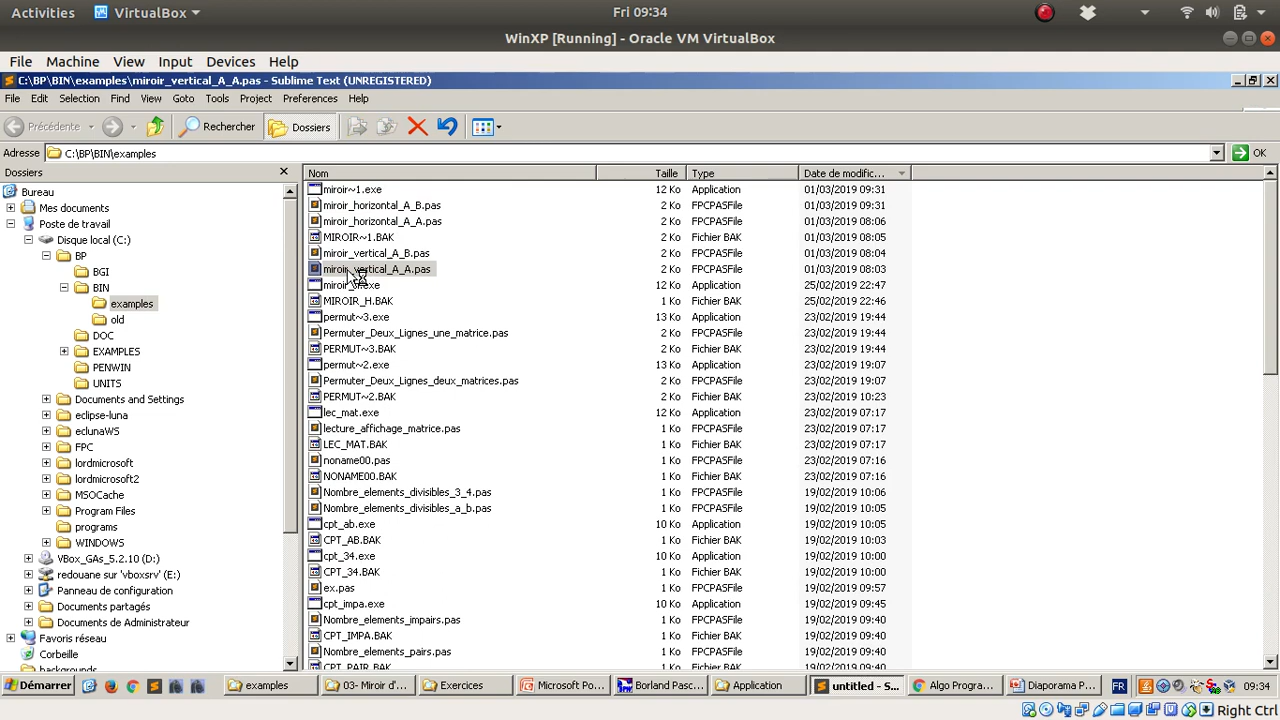 Activities VirtualBox Fri 09:34
WinXP [Running] - Oracle VM VirtualBox
File Machine View Input Devices Help
C:\BP\BIN\examples\miroir_vertical_A_A.pas - Sublime Text (UNREGISTERED)
File Edit Selection Find View Goto Tools Project Preferences Help
Précédente Rechercher Dossiers
Adresse C:\BP\BIN\examples OK
Dossiers
Bureau
Mes documents
Poste de travail
Disque local (C:)
BP
BGI
BIN
examples
old
DOC
EXAMPLES
PENWIN
UNITS
Documents and Settings
eclipse-luna
eclunaWS
FPC
lordmicrosoft
lordmicrosoft2
MSOCache
Program Files
programs
WINDOWS
VBox_GAs_5.2.10 (D:)
redouane sur 'vboxsrv' (E:)
Panneau de configuration
Documents partagés
Documents de Administrateur
Favoris réseau
Corbeille
backgrounds
Nom Taille Type Date de modific...
miroir~1.exe 12 Ko Application 01/03/2019 09:31
miroir_horizontal_A_B.pas 2 Ko FPCPASFile 01/03/2019 09:31
miroir_horizontal_A_A.pas 2 Ko FPCPASFile 01/03/2019 08:06
MIROIR~1.BAK 2 Ko Fichier BAK 01/03/2019 08:05
miroir_vertical_A_B.pas 2 Ko FPCPASFile 01/03/2019 08:04
miroir_vertical_A_A.pas 2 Ko FPCPASFile 01/03/2019 08:03
12 Ko Application 25/02/2019 22:47
MIROIR_H.BAK 1 Ko Fichier BAK 25/02/2019 22:46
permut~3.exe 13 Ko Application 23/02/2019 19:44
Permuter_Deux_Lignes_une_matrice.pas 2 Ko FPCPASFile 23/02/2019 19:44
PERMUT~3.BAK 2 Ko Fichier BAK 23/02/2019 19:44
permut~2.exe 13 Ko Application 23/02/2019 19:07
Permuter_Deux_Lignes_deux_matrices.pas 2 Ko FPCPASFile 23/02/2019 19:07
PERMUT~2.BAK 2 Ko Fichier BAK 23/02/2019 10:23
lec_mat.exe 12 Ko Application 23/02/2019 07:17
lecture_affichage_matrice.pas 1 Ko FPCPASFile 23/02/2019 07:17
LEC_MAT.BAK 1 Ko Fichier BAK 23/02/2019 07:17
noname00.pas 1 Ko FPCPASFile 23/02/2019 07:16
NONAME00.BAK 1 Ko Fichier BAK 23/02/2019 07:16
Nombre_elements_divisibles_3_4.pas 1 Ko FPCPASFile 19/02/2019 10:06
Nombre_elements_divisibles_a_b.pas 1 Ko FPCPASFile 19/02/2019 10:05
cpt_ab.exe 10 Ko Application 19/02/2019 10:05
CPT_AB.BAK 1 Ko Fichier BAK 19/02/2019 10:03
cpt_34.exe 10 Ko Application 19/02/2019 10:00
CPT_34.BAK 1 Ko Fichier BAK 19/02/2019 10:00
ex.pas 1 Ko FPCPASFile 19/02/2019 09:57
cpt_impa.exe 10 Ko Application 19/02/2019 09:45
Nombre_elements_impairs.pas 1 Ko FPCPASFile 19/02/2019 09:40
CPT_IMPA.BAK 1 Ko Fichier BAK 19/02/2019 09:40
Nombre_elements_pairs.pas 1 Ko FPCPASFile 19/02/2019 09:40
CPT_PAIR.BAK 1 Ko Fichier BAK 19/02/2019 09:40
Démarrer examples 03- Miroir d'... Exercices Microsoft Po... Borland Pasc... Application untitled - S... Algo Progra... Diaporama P... FR 09:34
Right Ctrl